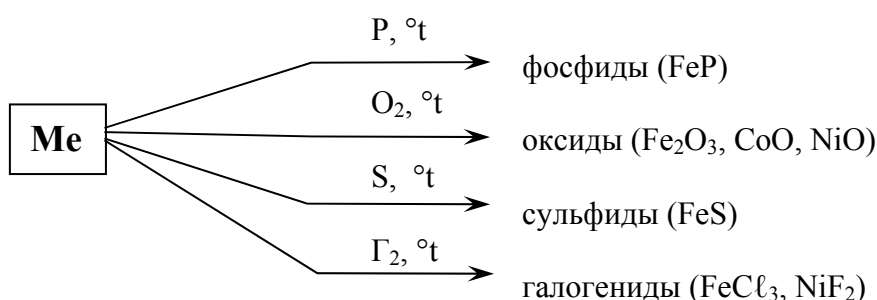 P, °t
фосфиды (FeP)
O₂, °t
Me
оксиды (Fe₂O₃, CoO, NiO)
S, °t
сульфиды (FeS)
Г₂, °t
галогениды (FeCℓ₃, NiF₂)